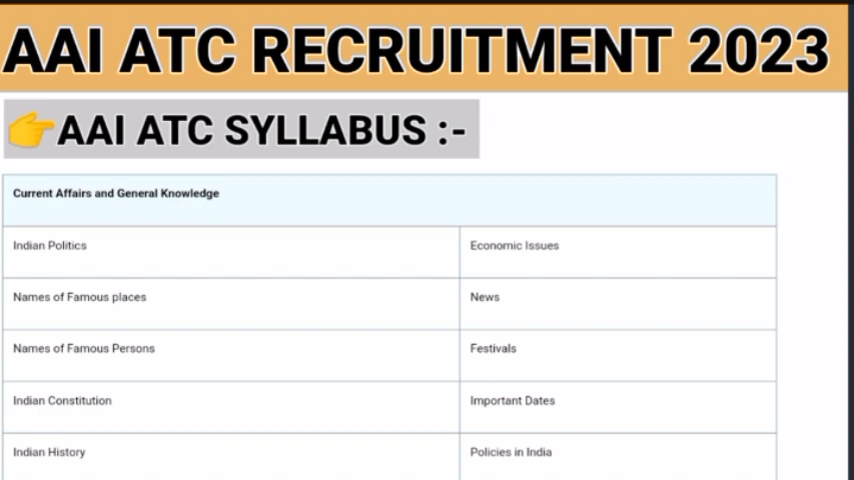 AAI ATC RECRUITMENT 2023
👉AAI ATC SYLLABUS :-
Current Affairs and General Knowledge
Indian Politics Economic Issues
Names of Famous places News
Names of Famous Persons Festivals
Indian Constitution Important Dates
Indian History Policies in India